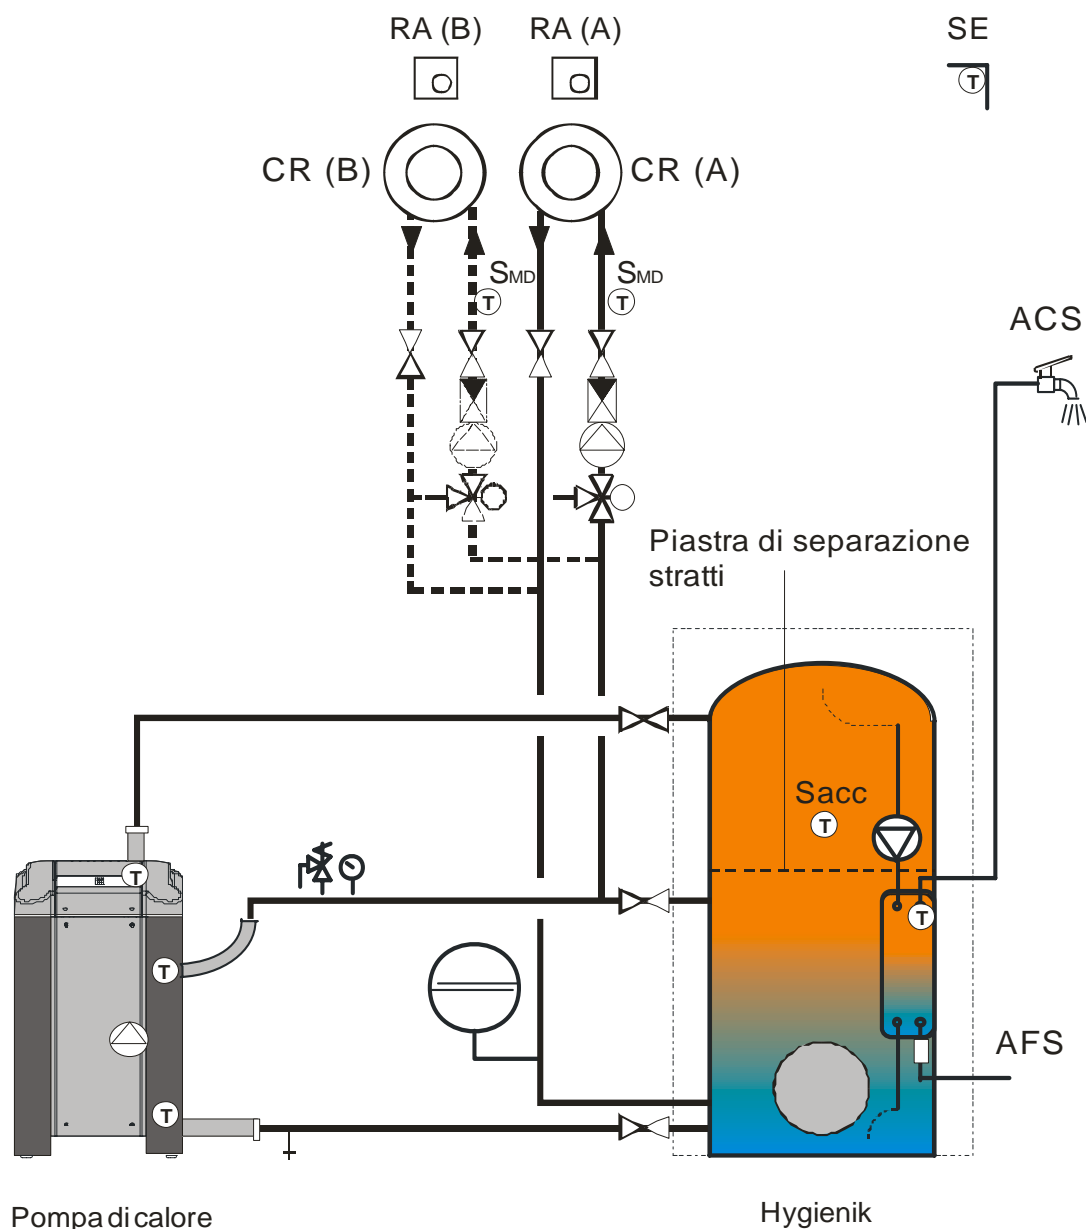 RA (B)
RA (A)
SE
T
CR (B)
CR (A)
SMD
T
SMD
T
ACS
Piastra di separazione
stratti
Sacc
T
T
T
T
T
AFS
Pompa di calore
Hygienik